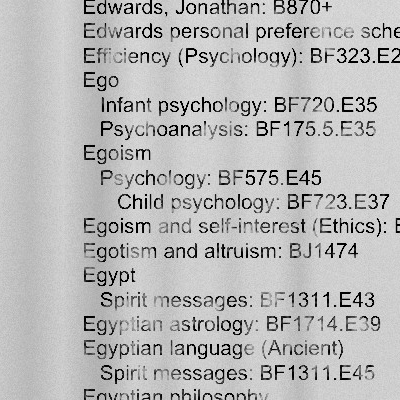 Edwards, Jonathan: B870+
Edwards personal preference sche
Efficiency (Psychology): BF323.E2
Ego
Infant psychology: BF720.E35
Psychoanalysis: BF175.5.E35
Egoism
Psychology: BF575.E45
Child psychology: BF723.E37
Egoism and self-interest (Ethics): B
Egotism and altruism: BJ1474
Egypt
Spirit messages: BF1311.E43
Egyptian astrology: BF1714.E39
Egyptian language (Ancient)
Spirit messages: BF1311.E45
Egyptian philosophy